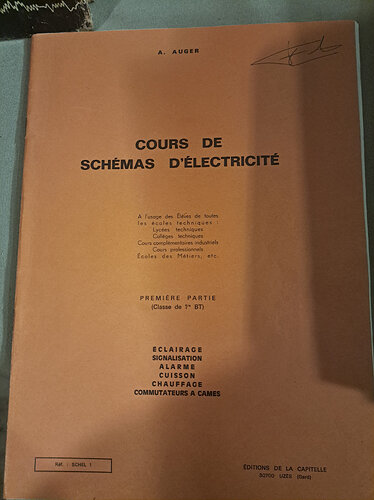 A. AUGER
COURS DE
SCHÉMAS D'ÉLECTRICITÉ
A l'usage des Élèves de toutes
les écoles techniques :
Lycées techniques
Collèges techniques
Cours complémentaires industriels
Cours professionnels
Écoles des Métiers, etc.
PREMIÈRE PARTIE
(Classe de 1re BT)
ECLAIRAGE
SIGNALISATION
ALARME
CUISSON
CHAUFFAGE
COMMUTATEURS A CAMES
Réf. : SCHEL 1
ÉDITIONS DE LA CAPITELLE
30700 UZES (Gard)